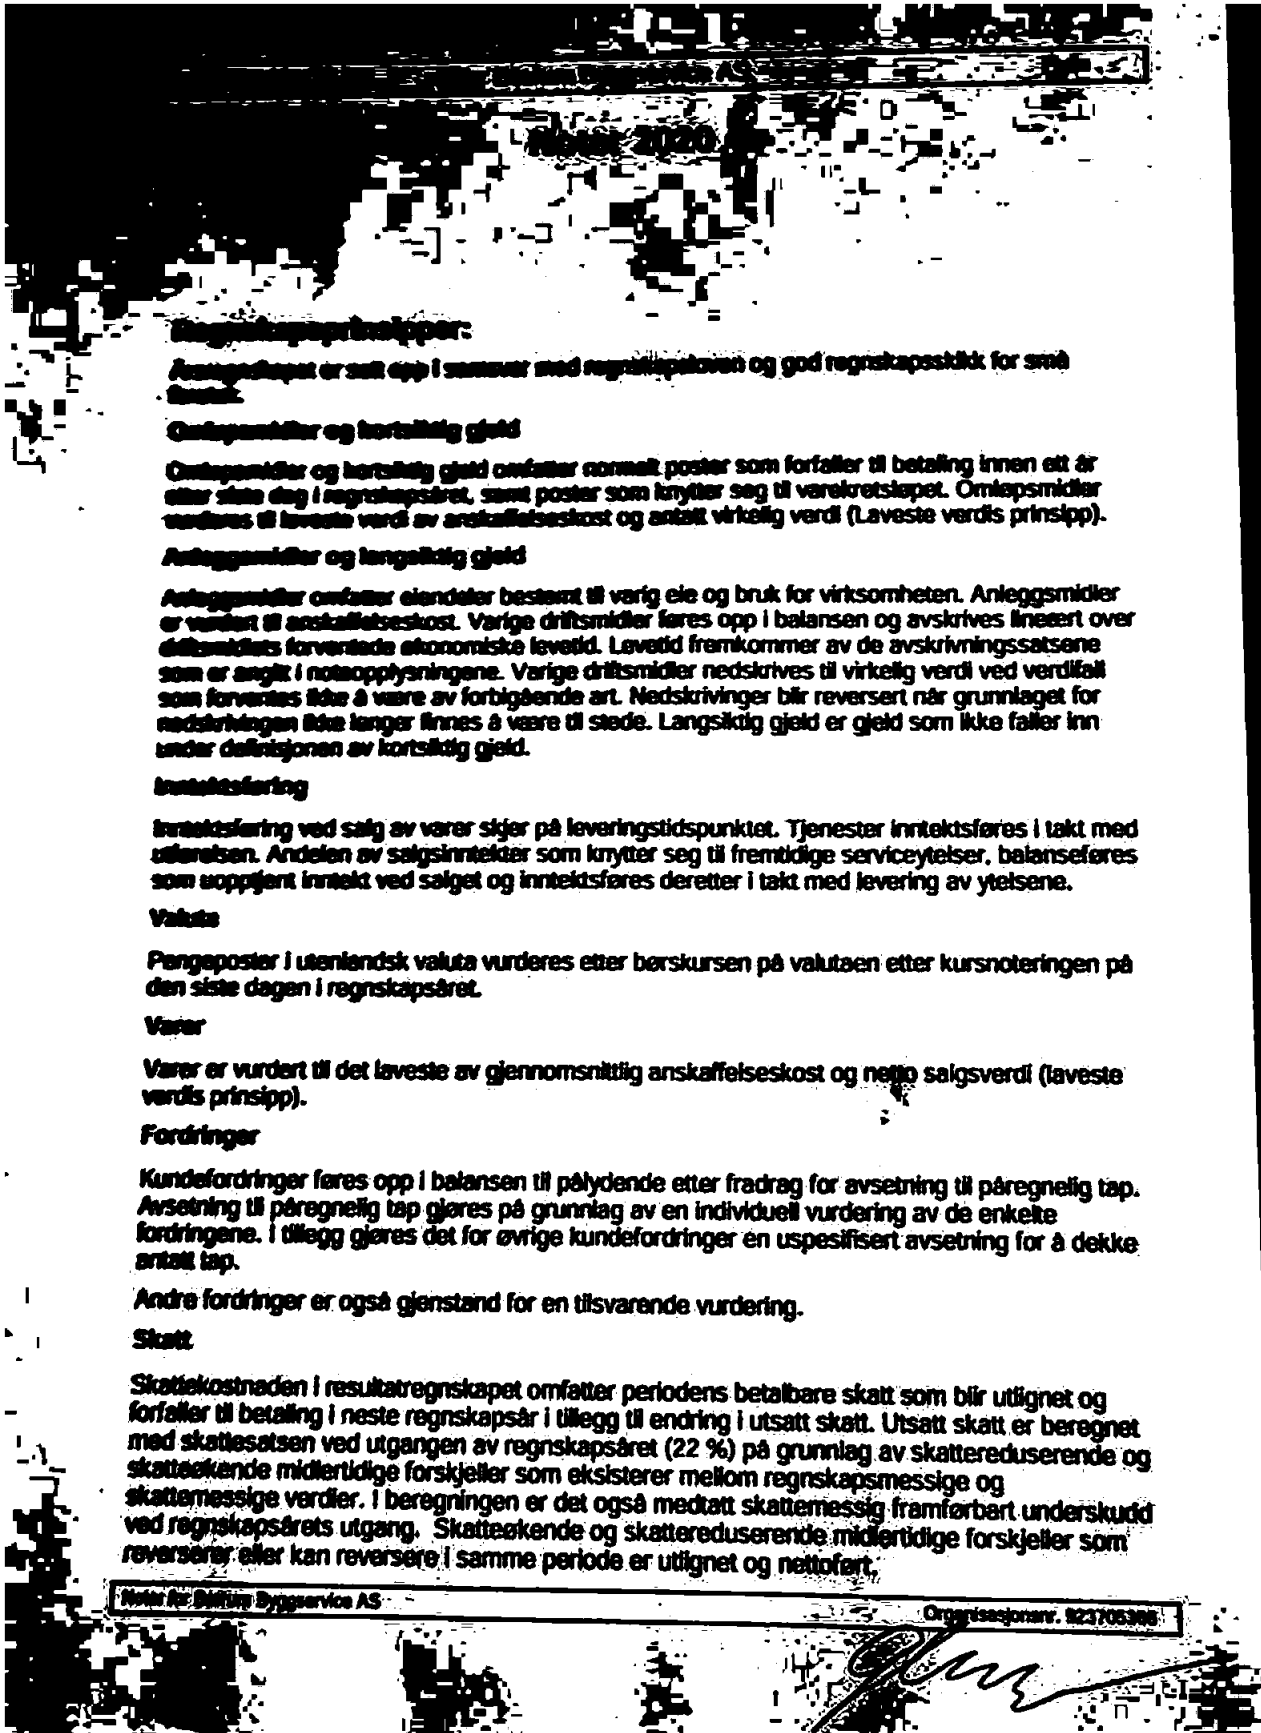 Bærum Byggservice AS
Noter 2020
Regnskapsprinsipper:
Årsregnskapet er satt opp i samsvar med regnskapsloven og god regnskapsskikk for små
foretak.
Omløpsmidler og kortsiktig gjeld
Omløpsmidler og kortsiktig gjeld omfatter normalt poster som forfaller til betaling innen ett år
etter siste dag i regnskapsåret, samt poster som knytter seg til varekretsløpet. Omløpsmidler
vurderes til laveste verdi av anskaffelseskost og antatt virkelig verdi (Laveste verdis prinsipp).
Anleggsmidler og langsiktig gjeld
Anleggsmidler omfatter eiendeler bestemt til varig eie og bruk for virksomheten. Anleggsmidler
er vurdert til anskaffelseskost. Varige driftsmidler føres opp i balansen og avskrives lineært over
driftsmidlets forventede økonomiske levetid. Levetid fremkommer av de avskrivningssatsene
som er angitt i noteopplysningene. Varige driftsmidler nedskrives til virkelig verdi ved verdifall
som forventes ikke å være av forbigående art. Nedskrivinger blir reversert når grunnlaget for
nedskrivingen ikke lenger finnes å være til stede. Langsiktig gjeld er gjeld som ikke faller inn
under definisjonen av kortsiktig gjeld.
Inntektsføring
Inntektsføring ved salg av varer skjer på leveringstidspunktet. Tjenester inntektsføres i takt med
utførelsen. Andelen av salgsinntekter som knytter seg til fremtidige serviceytelser, balanseføres
som uopptjent inntekt ved salget og inntektsføres deretter i takt med levering av ytelsene.
Valuta
Pengeposter i utenlandsk valuta vurderes etter børskursen på valutaen etter kursnoteringen på
den siste dagen i regnskapsåret.
Varer
Varer er vurdert til det laveste av gjennomsnittlig anskaffelseskost og netto salgsverdi (laveste
verdis prinsipp).
Fordringer
Kundefordringer føres opp i balansen til pålydende etter fradrag for avsetning til påregnelig tap.
Avsetning til påregnelig tap gjøres på grunnlag av en individuell vurdering av de enkelte
fordringene. I tillegg gjøres det for øvrige kundefordringer en uspesifisert avsetning for å dekke
antatt tap.
Andre fordringer er også gjenstand for en tilsvarende vurdering.
Skatt
Skattekostnaden i resultatregnskapet omfatter periodens betalbare skatt som blir utlignet og
forfaller til betaling i neste regnskapsår i tillegg til endring i utsatt skatt. Utsatt skatt er beregnet
med skattesatsen ved utgangen av regnskapsåret (22 %) på grunnlag av skattereduserende og
skatteøkende midlertidige forskjeller som eksisterer mellom regnskapsmessige og
skattemessige verdier. I beregningen er det også medtatt skattemessig framførbart underskudd
ved regnskapsårets utgang. Skatteøkende og skattereduserende midlertidige forskjeller som
reverserer eller kan reversere i samme periode er utlignet og nettoført.
Noter for Bærum Byggservice AS
Organisasjonsnr.